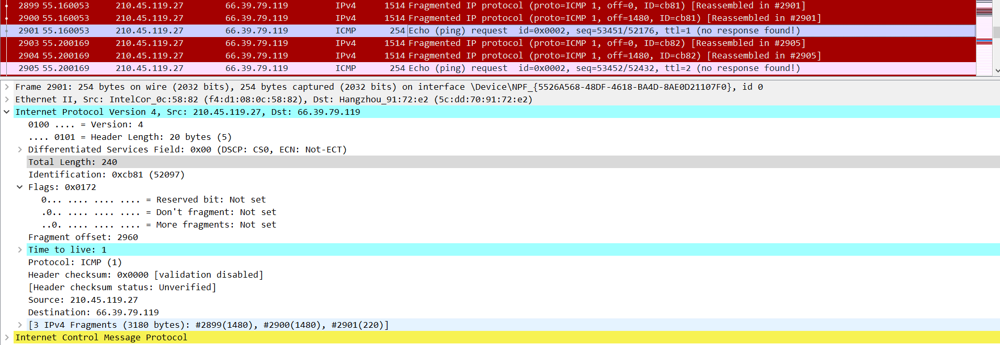 2899 55.160053 210.45.119.27 66.39.79.119 IPv4 1514 Fragmented IP protocol (proto=ICMP 1, off=0, ID=cb81) [Reassembled in #2901]
2900 55.160053 210.45.119.27 66.39.79.119 IPv4 1514 Fragmented IP protocol (proto=ICMP 1, off=1480, ID=cb81) [Reassembled in #2901]
2901 55.160053 210.45.119.27 66.39.79.119 ICMP 254 Echo (ping) request id=0x0002, seq=53451/52176, ttl=1 (no response found!)
2903 55.200169 210.45.119.27 66.39.79.119 IPv4 1514 Fragmented IP protocol (proto=ICMP 1, off=0, ID=cb82) [Reassembled in #2905]
2904 55.200169 210.45.119.27 66.39.79.119 IPv4 1514 Fragmented IP protocol (proto=ICMP 1, off=1480, ID=cb82) [Reassembled in #2905]
2905 55.200169 210.45.119.27 66.39.79.119 ICMP 254 Echo (ping) request id=0x0002, seq=53452/52432, ttl=2 (no response found!)
Frame 2901: 254 bytes on wire (2032 bits), 254 bytes captured (2032 bits) on interface \Device\NPF_{5526A568-48DF-4618-BA4D-8AE0D21107F0}, id 0
Ethernet II, Src: IntelCor_0c:58:82 (f4:d1:08:0c:58:82), Dst: Hangzhou_91:72:e2 (5c:dd:70:91:72:e2)
Internet Protocol Version 4, Src: 210.45.119.27, Dst: 66.39.79.119
0100 .... = Version: 4
.... 0101 = Header Length: 20 bytes (5)
Differentiated Services Field: 0x00 (DSCP: CS0, ECN: Not-ECT)
Total Length: 240
Identification: 0xcb81 (52097)
Flags: 0x0172
0... .... .... .... = Reserved bit: Not set
.0.. .... .... .... = Don't fragment: Not set
..0. .... .... .... = More fragments: Not set
Fragment offset: 2960
Time to live: 1
Protocol: ICMP (1)
Header checksum: 0x0000 [validation disabled]
[Header checksum status: Unverified]
Source: 210.45.119.27
Destination: 66.39.79.119
[3 IPv4 Fragments (3180 bytes): #2899(1480), #2900(1480), #2901(220)]
Internet Control Message Protocol